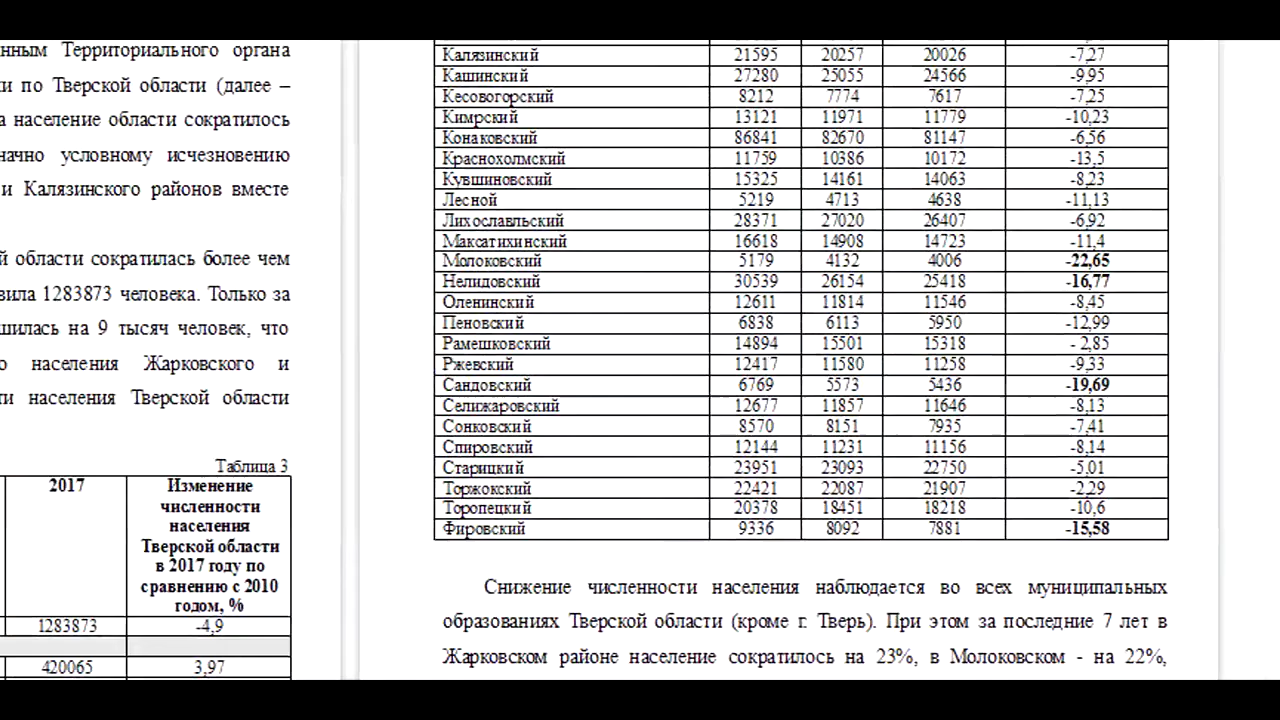 нным Территориального органа
и по Тверской области (далее –
а население области сократилось
начно условному исчезновению
и Калязинского районов вместе
й области сократилась более чем
вила 1283873 человека. Только за
шилась на 9 тысяч человек, что
о населения Жарковского и
ти населения Тверской области
Таблица 3
2017 Изменение
численности
населения
Тверской области
в 2017 году по
сравнению с 2010
годом, %
1283873 -4,9
420065 3,97
Калязинский 21595 20257 20026 -7,27
Кашинский 27280 25055 24566 -9,95
Кесовогорский 8212 7774 7617 -7,25
Кимрский 13121 11971 11779 -10,23
Конаковский 86841 82670 81147 -6,56
Краснохолмский 11759 10386 10172 -13,5
Кувшиновский 15325 14161 14063 -8,23
Лесной 5219 4713 4638 -11,13
Лихославльский 28371 27020 26407 -6,92
Максатихинский 16618 14908 14723 -11,4
Молоковский 5179 4132 4006 -22,65
Нелидовский 30539 26154 25418 -16,77
Оленинский 12611 11814 11546 -8,45
Пеновский 6838 6113 5950 -12,99
Рамешковский 14894 15501 15318 - 2,85
Ржевский 12417 11580 11258 -9,33
Сандовский 6769 5573 5436 -19,69
Селижаровский 12677 11857 11646 -8,13
Сонковский 8570 8151 7935 -7,41
Спировский 12144 11231 11156 -8,14
Старицкий 23951 23093 22750 -5,01
Торжокский 22421 22087 21907 -2,29
Торопецкий 20378 18451 18218 -10,6
Фировский 9336 8092 7881 -15,58
Снижение численности населения наблюдается во всех муниципальных
образованиях Тверской области (кроме г. Тверь). При этом за последние 7 лет в
Жарковском районе население сократилось на 23%, в Молоковском - на 22%,